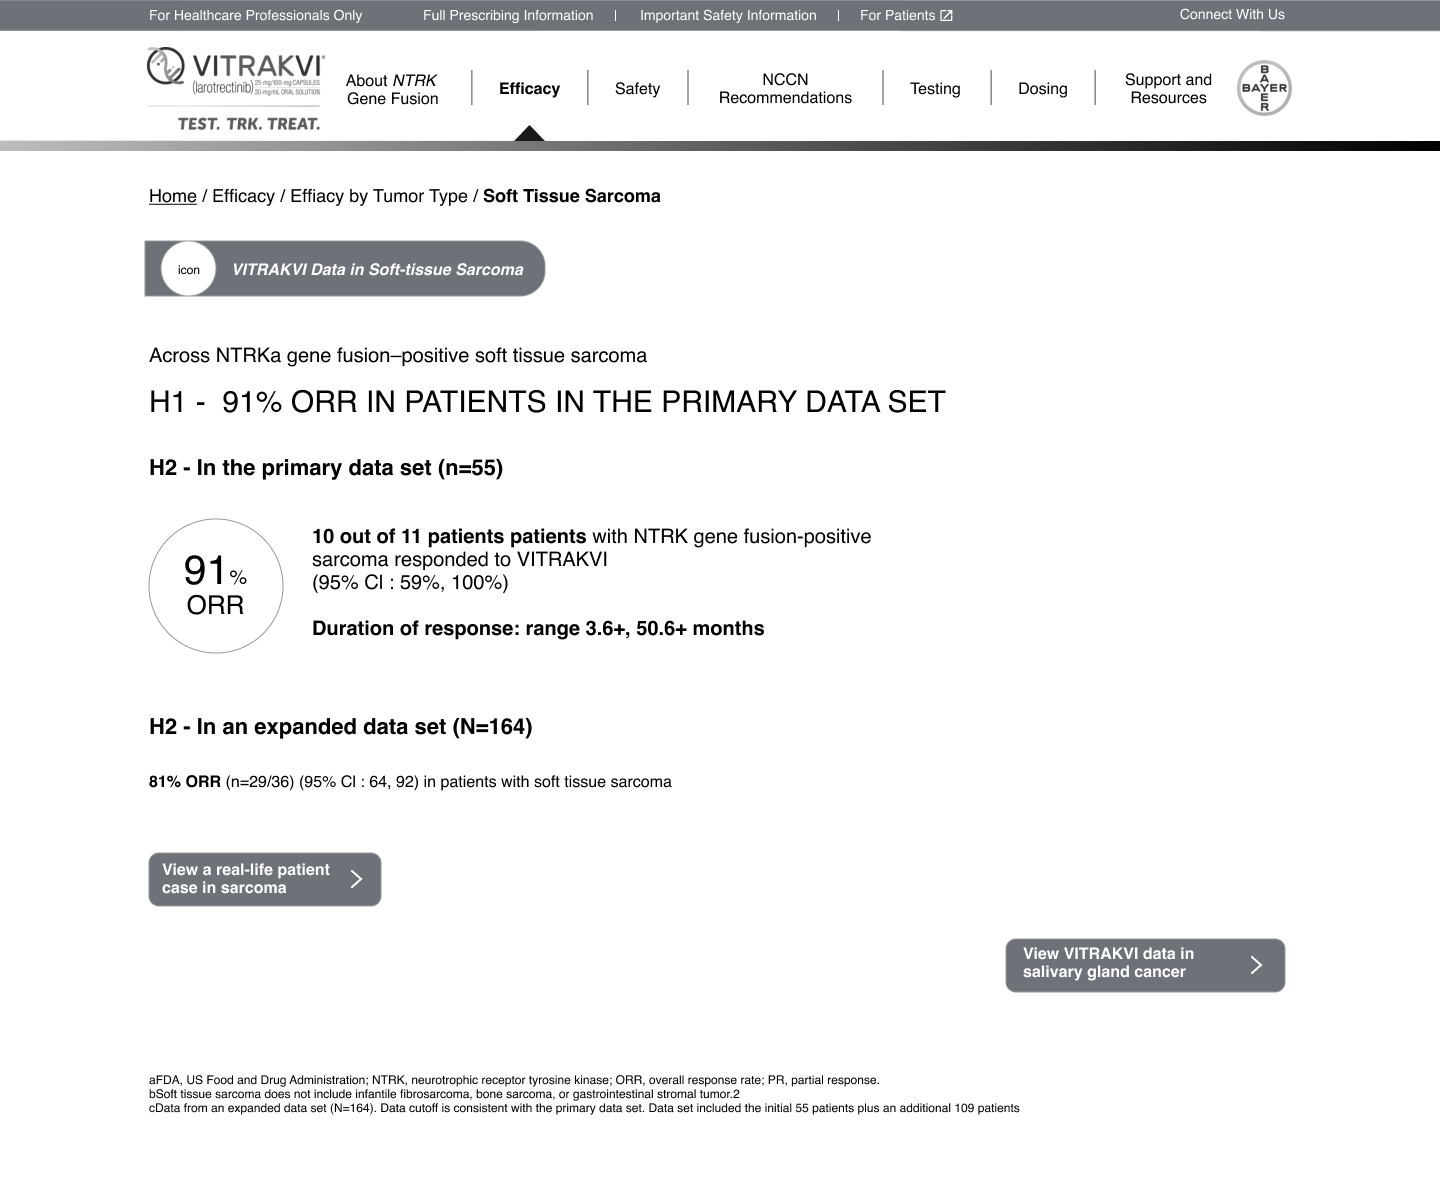 For Healthcare Professionals Only
Full Prescribing Information | Important Safety Information | For Patients
Connect With Us
VITRAKVI®
(larotrectinib) 25 mg/100 mg CAPSULES
20 mg/mL ORAL SOLUTION
TEST. TRK. TREAT.
About NTRK
Gene Fusion
Efficacy
Safety
NCCN
Recommendations
Testing
Dosing
Support and
Resources
BAYER
BAYER
Home / Efficacy / Effiacy by Tumor Type / Soft Tissue Sarcoma
icon
VITRAKVI Data in Soft-tissue Sarcoma
Across NTRKa gene fusion–positive soft tissue sarcoma
H1 - 91% ORR IN PATIENTS IN THE PRIMARY DATA SET
H2 - In the primary data set (n=55)
91%
ORR
10 out of 11 patients patients with NTRK gene fusion-positive
sarcoma responded to VITRAKVI
(95% CI : 59%, 100%)
Duration of response: range 3.6+, 50.6+ months
H2 - In an expanded data set (N=164)
81% ORR (n=29/36) (95% CI : 64, 92) in patients with soft tissue sarcoma
View a real-life patient
case in sarcoma
View VITRAKVI data in
salivary gland cancer
aFDA, US Food and Drug Administration; NTRK, neurotrophic receptor tyrosine kinase; ORR, overall response rate; PR, partial response.
bSoft tissue sarcoma does not include infantile fibrosarcoma, bone sarcoma, or gastrointestinal stromal tumor.2
cData from an expanded data set (N=164). Data cutoff is consistent with the primary data set. Data set included the initial 55 patients plus an additional 109 patients